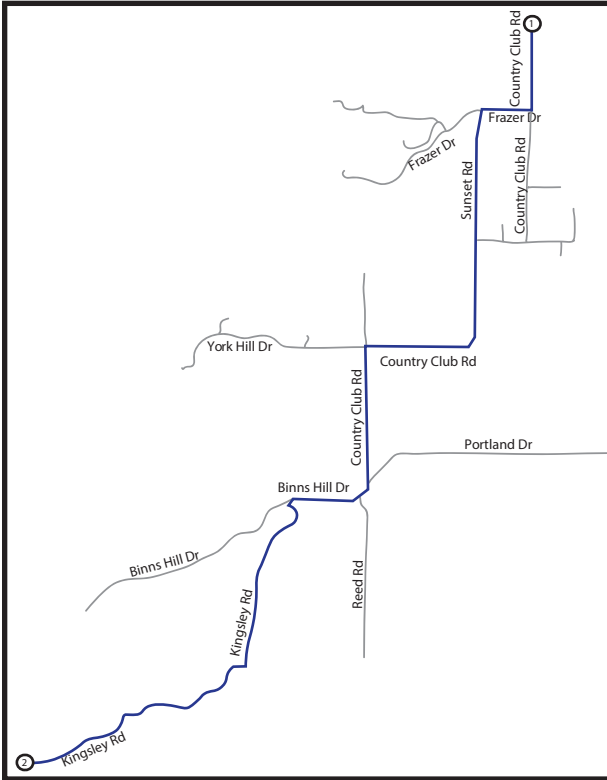 Country Club Rd
1
Frazer Dr
Frazer Dr
Country Club Rd
Sunset Rd
York Hill Dr
Country Club Rd
Country Club Rd
Portland Dr
Binns Hill Dr
Binns Hill Dr
Reed Rd
Kingsley Rd
Kingsley Rd
2